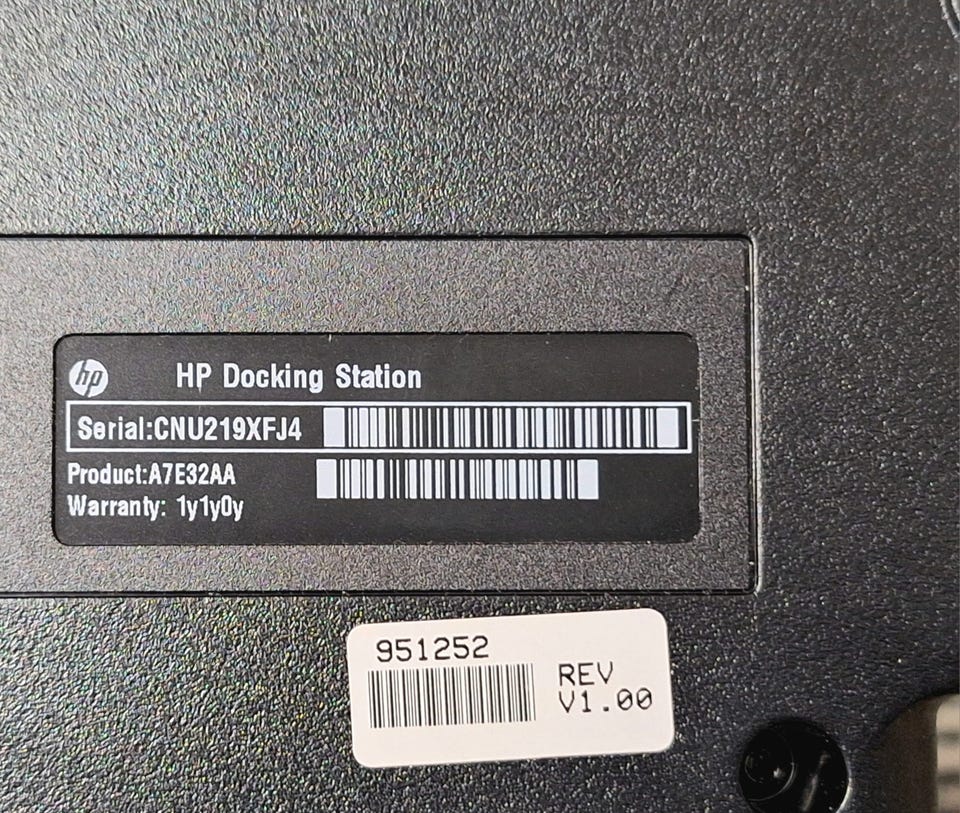 hp
HP Docking Station
Serial:CNU219XFJ4
Product:A7E32AA
Warranty: 1y1y0y
951252
REV
V1.00